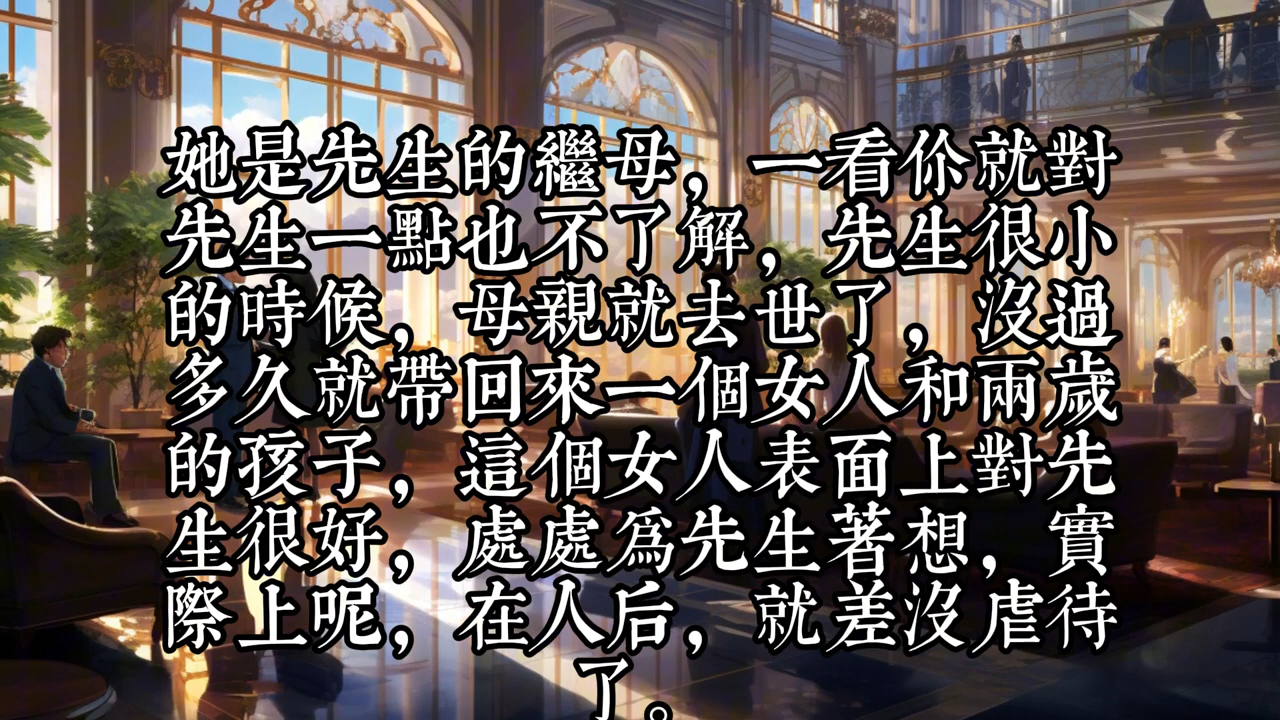 她是先生的繼母，一看你就對
先生一點也不了解，先生很小
的時候，母親就去世了，沒過
多久就帶回來一個女人和兩歲
的孩子，這個女人表面上對先
生很好，處處爲先生著想，實
際上呢，在人后，就差沒虐待
了。